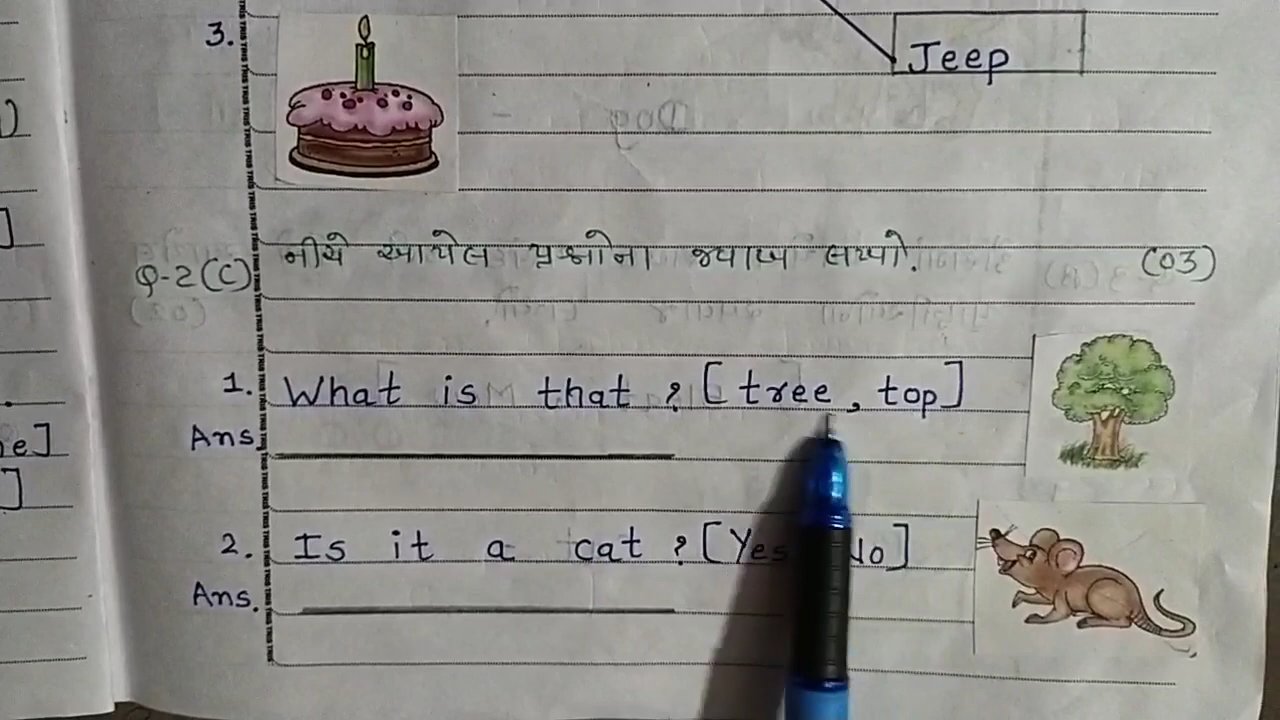 3.
Jeep
Q-2(C) નીચે આપેલ પ્રશ્નોના જવાબ લખો. (03)
1. What is that ? [ tree, top]
Ans
2. Is it a cat ? [Yes No]
Ans.